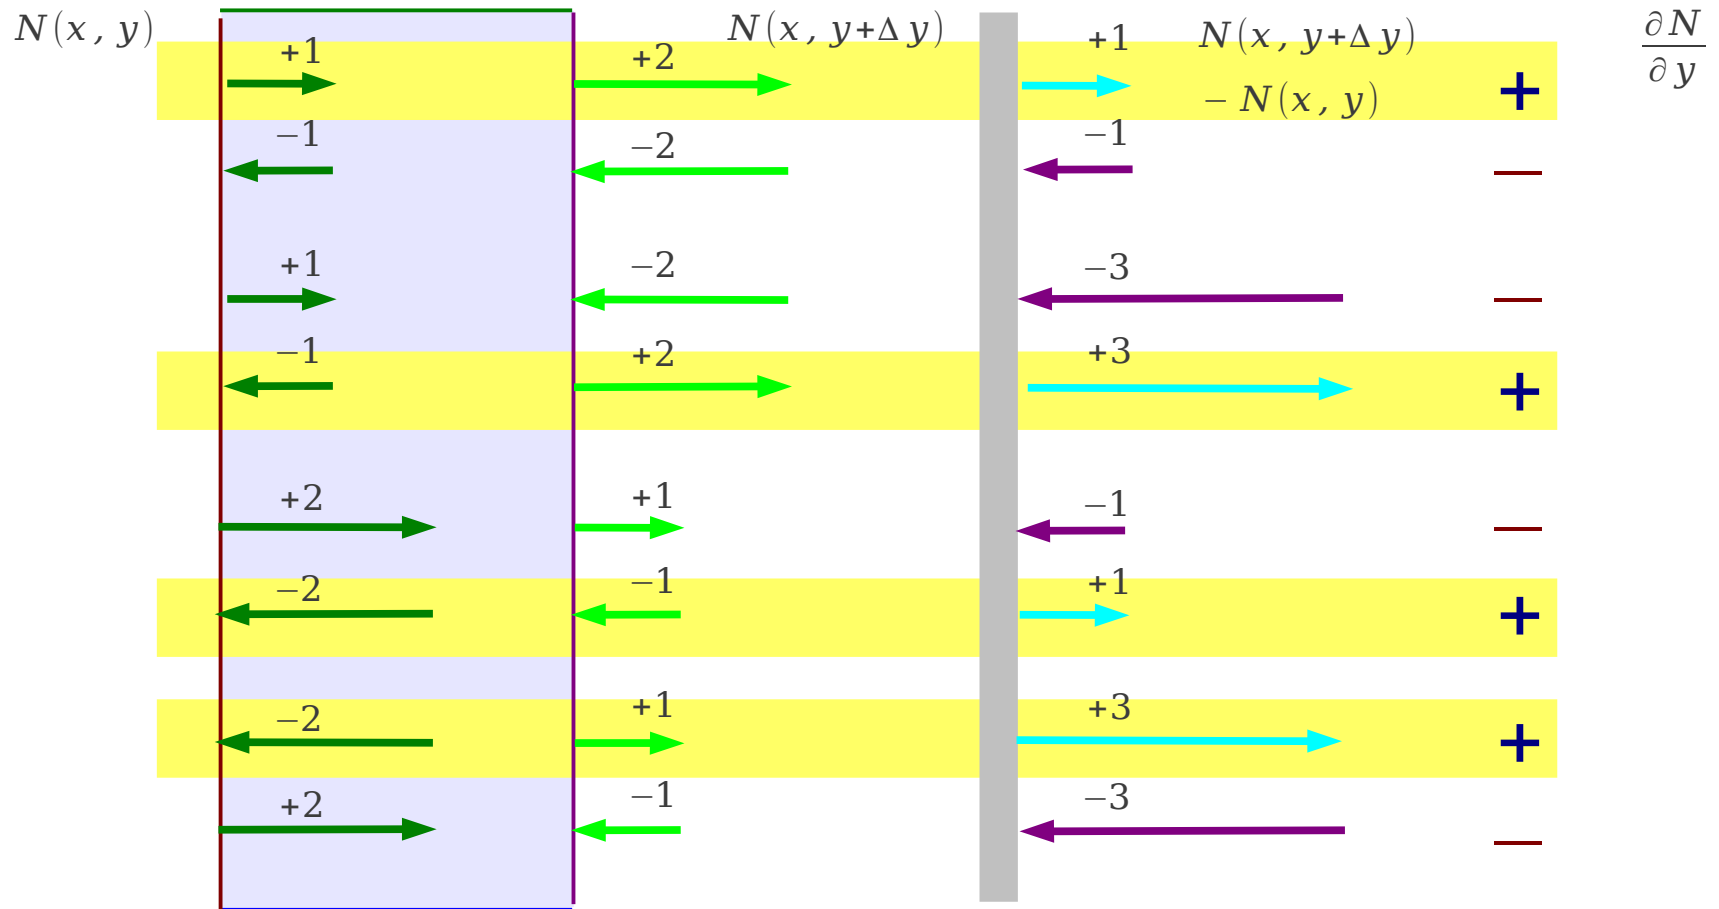 N(x, y) N(x, y+Δy) N(x, y+Δy) ∂N/∂y
− N(x, y)
+1 +2 +1 +
−1 −2 −1 −
+1 −2 −3 −
−1 +2 +3 +
+2 +1 −1 −
−2 −1 +1 +
−2 +1 +3 +
+2 −1 −3 −